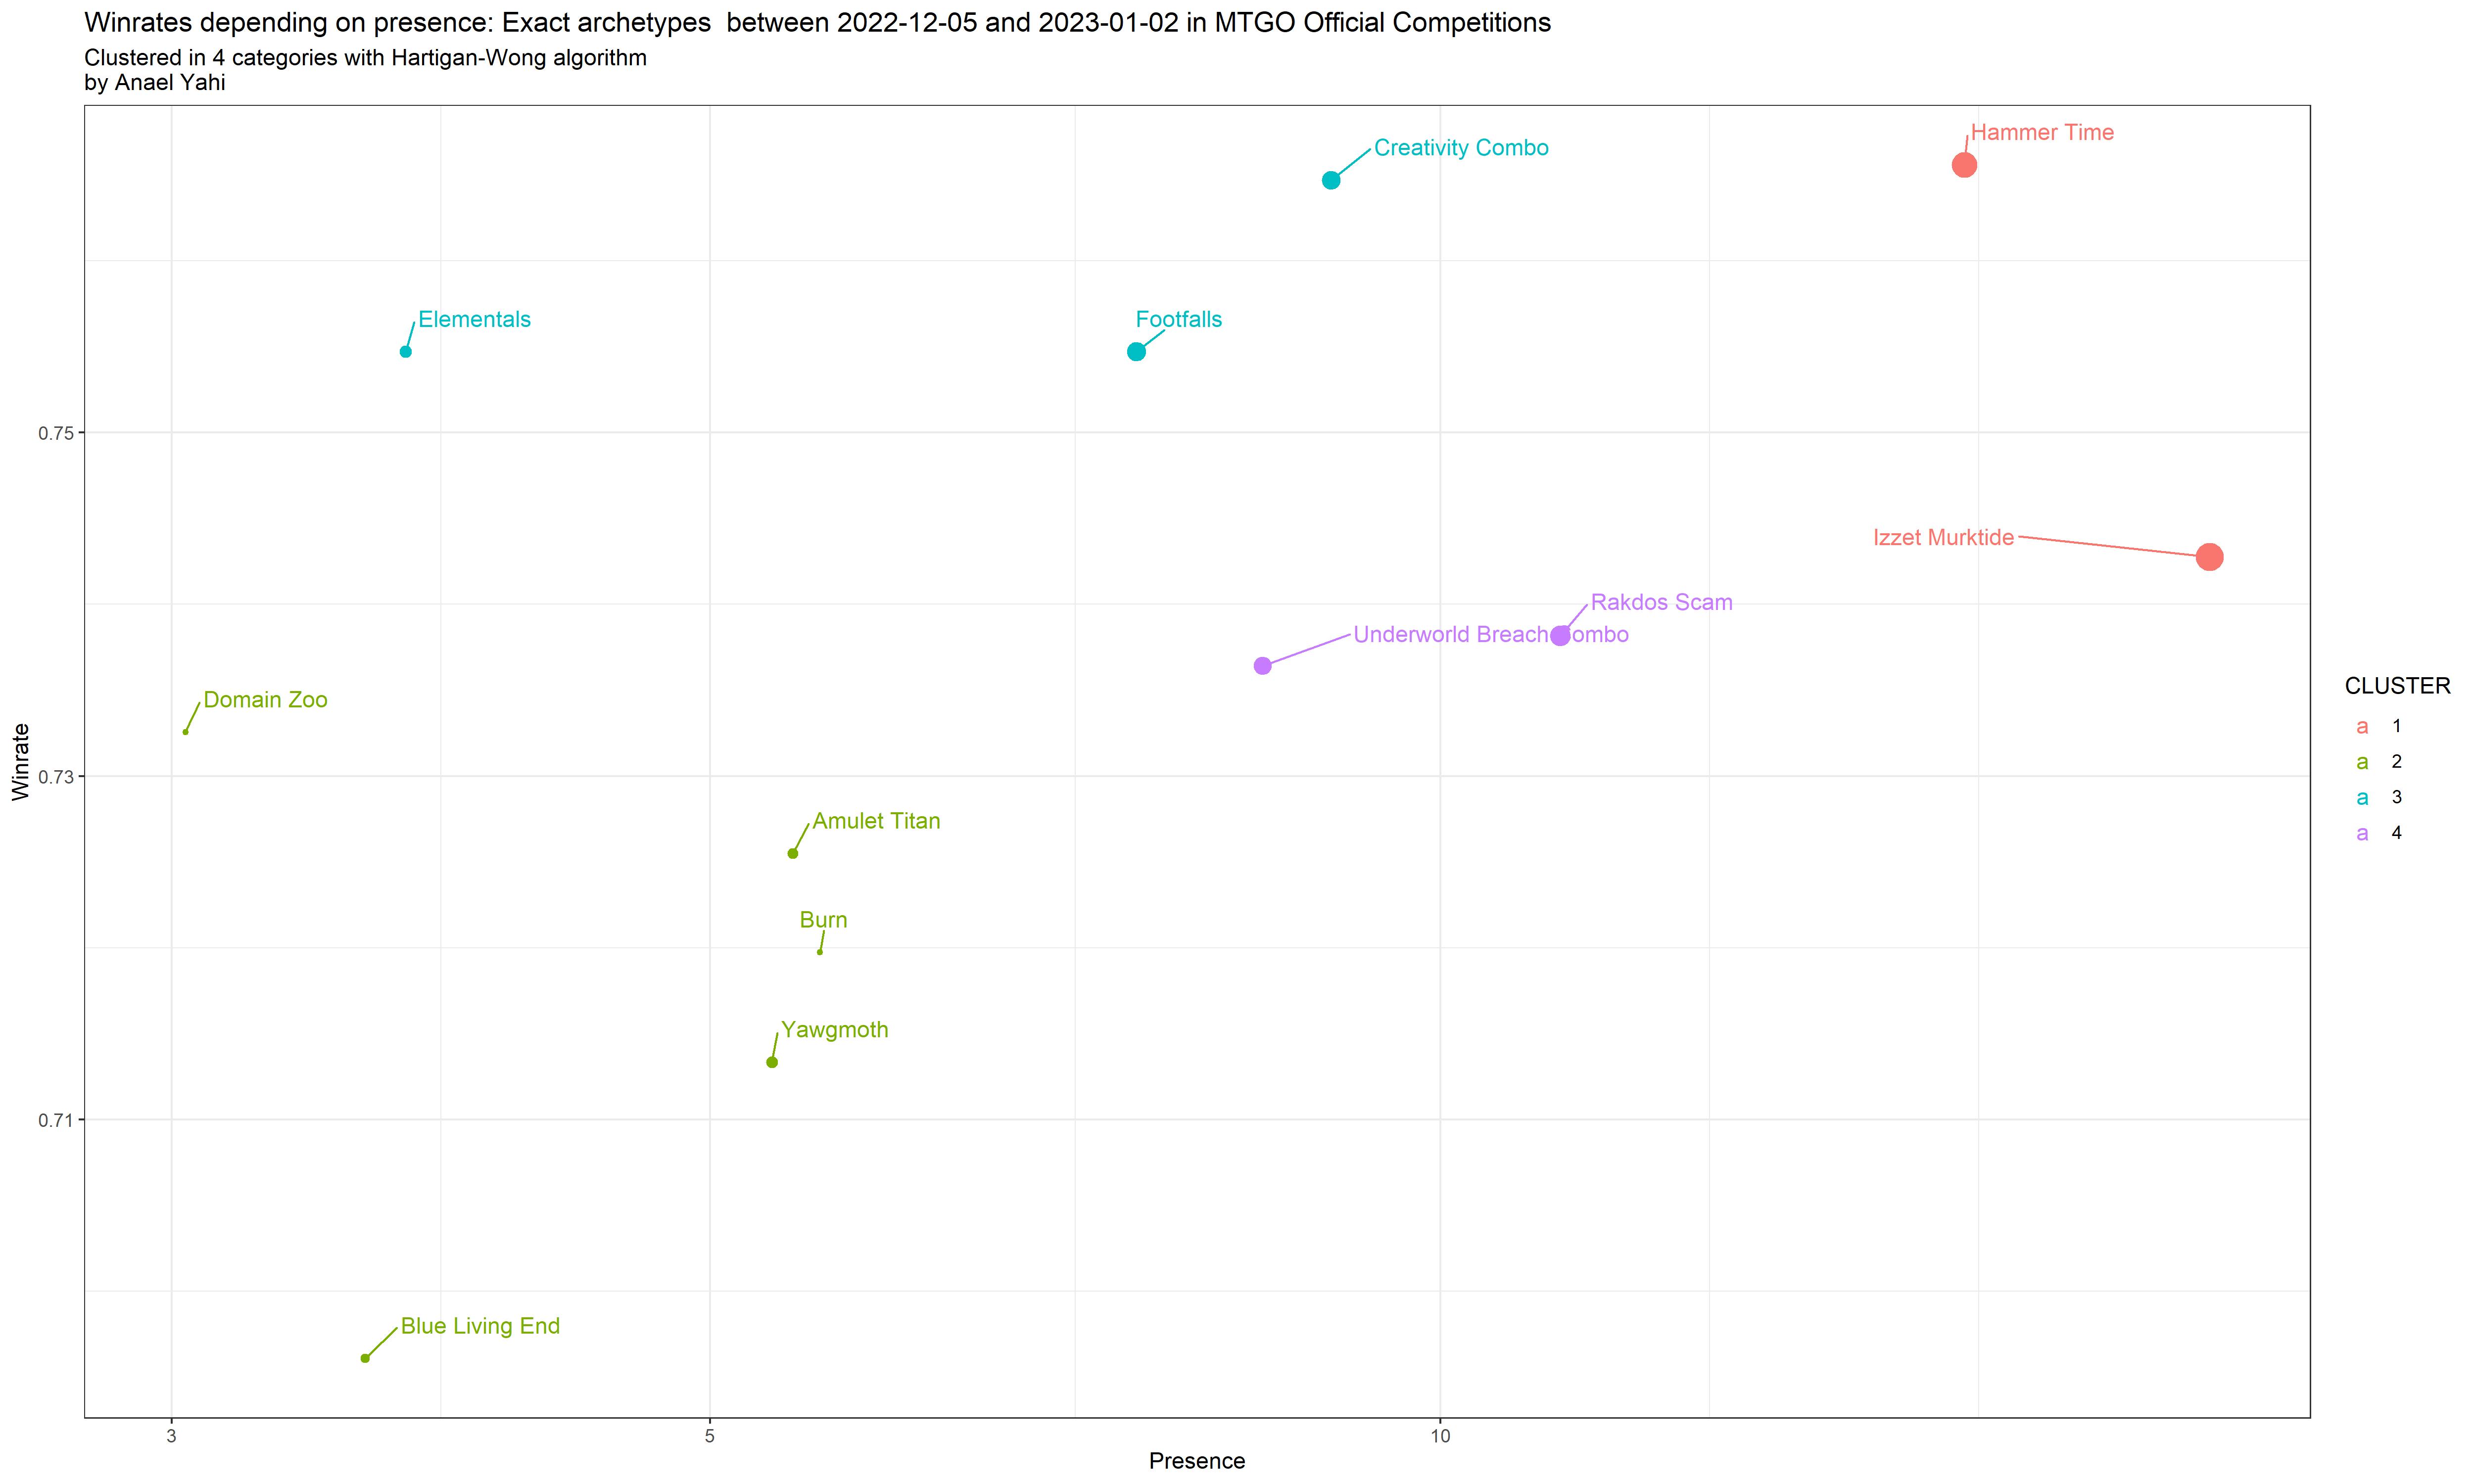 Winrates depending on presence: Exact archetypes  between 2022-12-05 and 2023-01-02 in MTGO Official Competitions
Clustered in 4 categories with Hartigan-Wong algorithm
by Anael Yahi
Hammer Time
Creativity Combo
Elementals
Footfalls
0.75
Izzet Murktide
Rakdos Scam
Underworld Breach ombo
Domain Zoo
Winrate
0.73
Amulet Titan
Burn
Yawgmoth
0.71
Blue Living End
3
5
10
Presence
CLUSTER
a 1
a 2
a 3
a 4